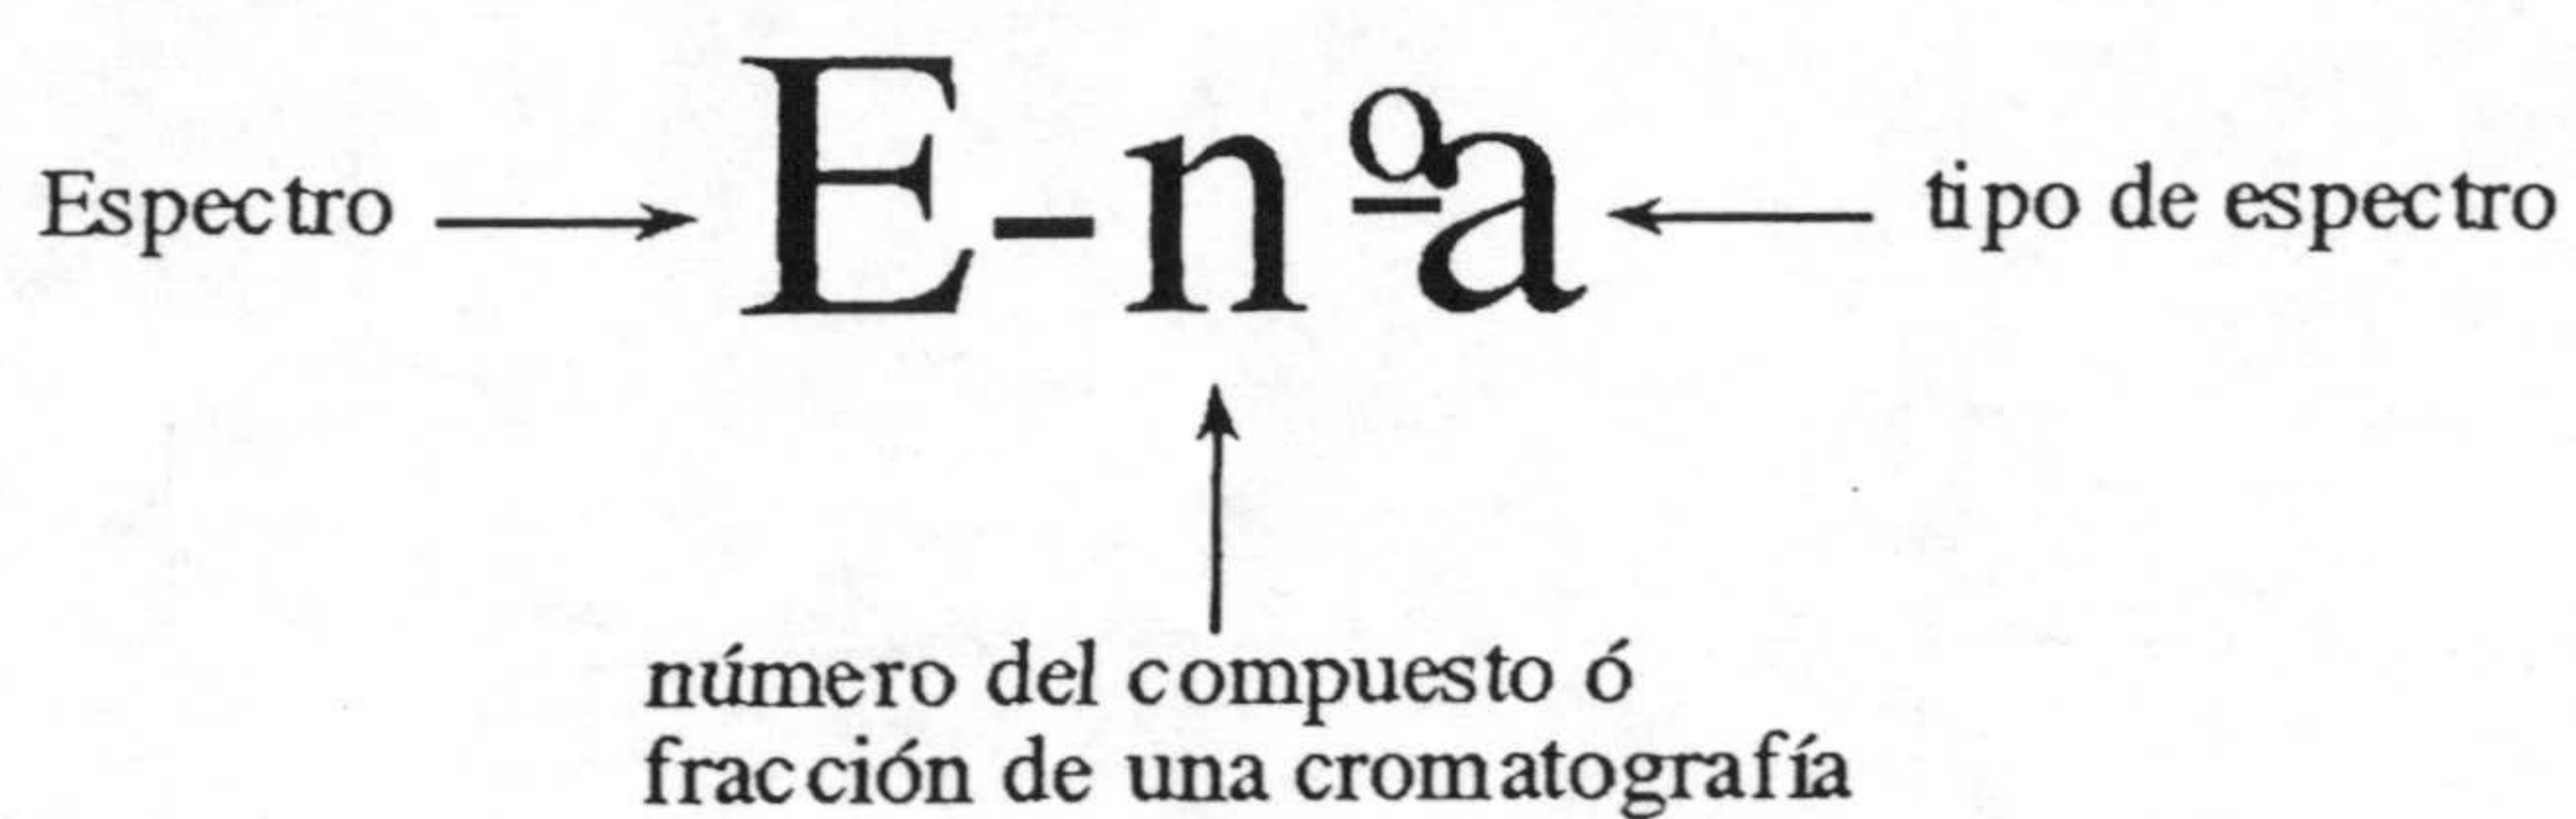 Espectro → E-nºa ← tipo de espectro
número del compuesto ó
fracción de una cromatografía